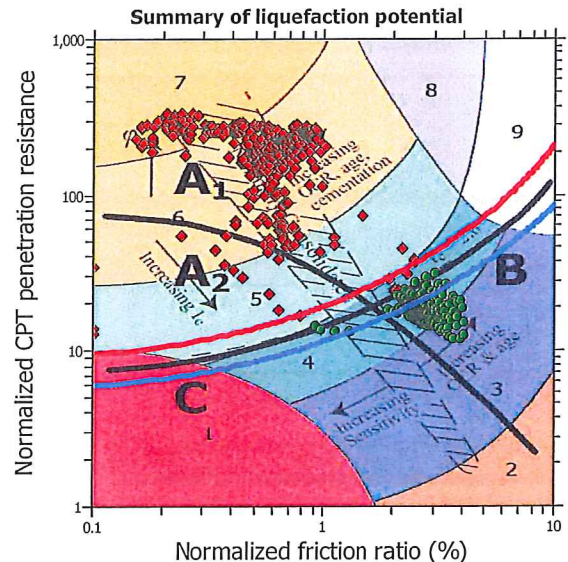 Summary of liquefaction potential
Normalized CPT penetration resistance
1,000
100
10
1
7
8
9
A1
Increasing
OCR, age,
cementation
6
A2
Increasing Ic
5
B
4
Increasing
OCR & age
3
C
1
Increasing
Sensitivity
2
0.1
1
10
Normalized friction ratio (%)